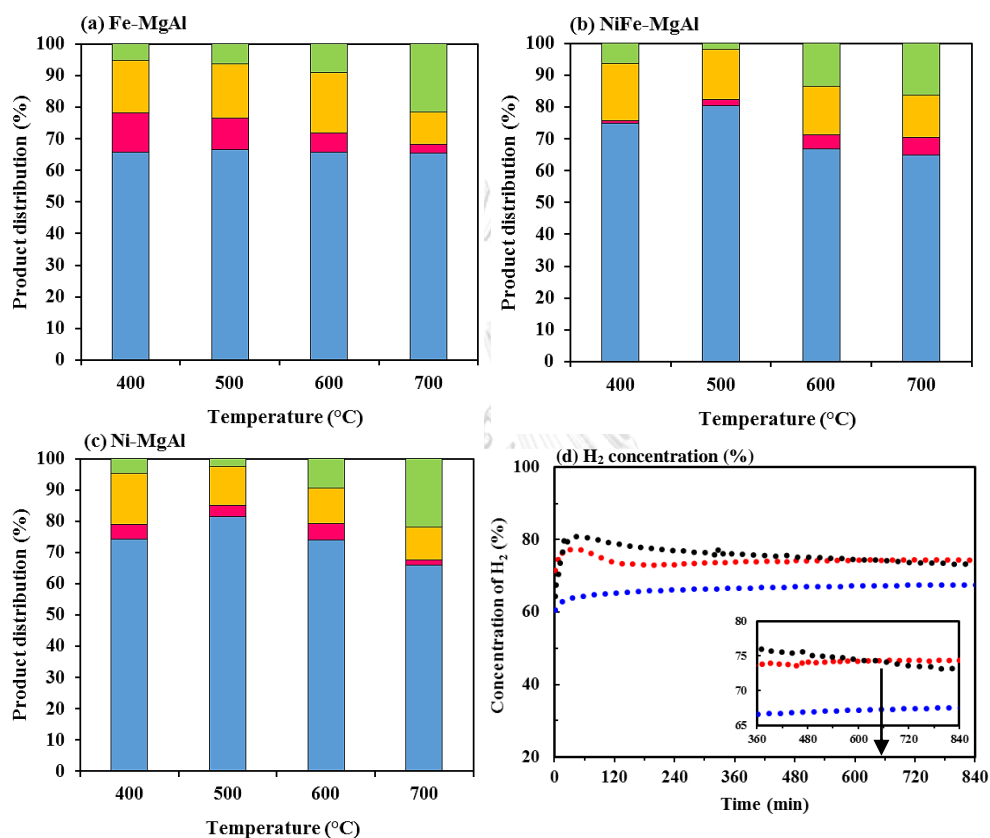 (a) Fe-MgAl
Product distribution (%)
100
90
80
70
60
50
40
30
20
10
0
400 500 600 700
Temperature (°C)
(b) NiFe-MgAl
Product distribution (%)
100
90
80
70
60
50
40
30
20
10
0
400 500 600 700
Temperature (°C)
(c) Ni-MgAl
Product distribution (%)
100
90
80
70
60
50
40
30
20
10
0
400 500 600 700
Temperature (°C)
(d) H₂ concentration (%)
Concentration of H₂ (%)
100
80
60
40
20
0 120 240 360 480 600 720 840
Time (min)
80
75
70
65
360 480 600 720 840